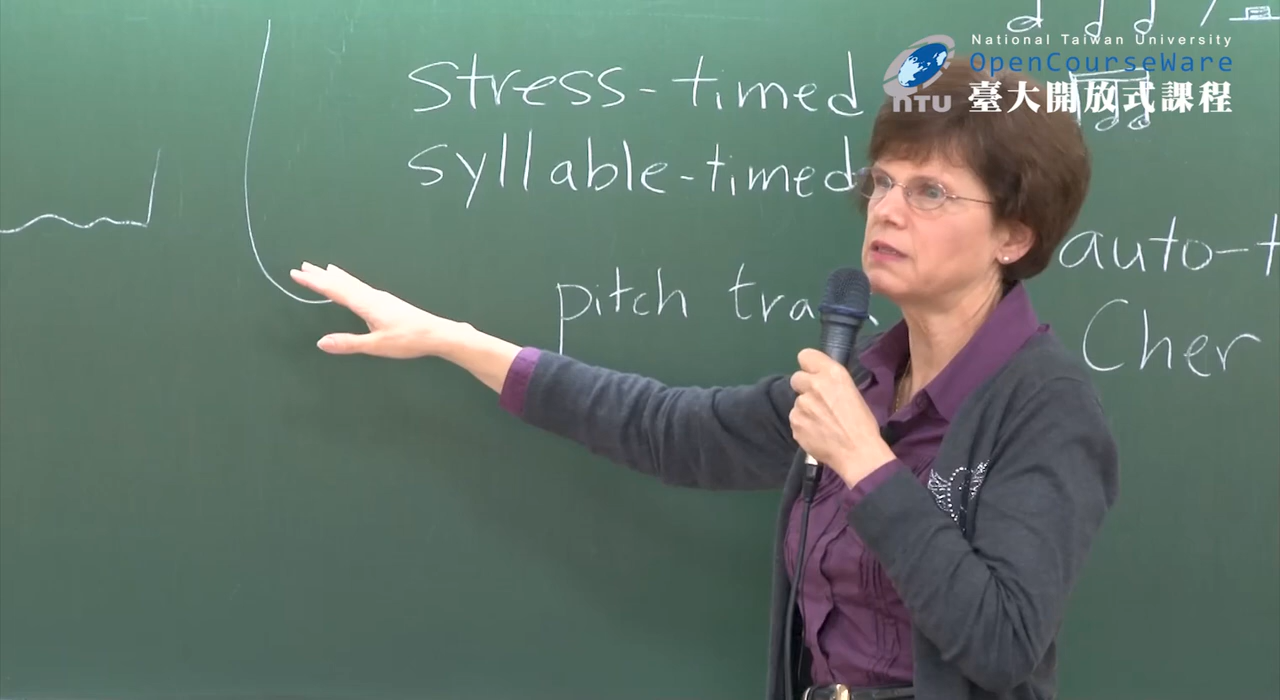 National Taiwan University
OpenCourseWare
NTU
臺大開放式課程
stress-timed
syllable-timed
auto-t
pitch tra
Cher